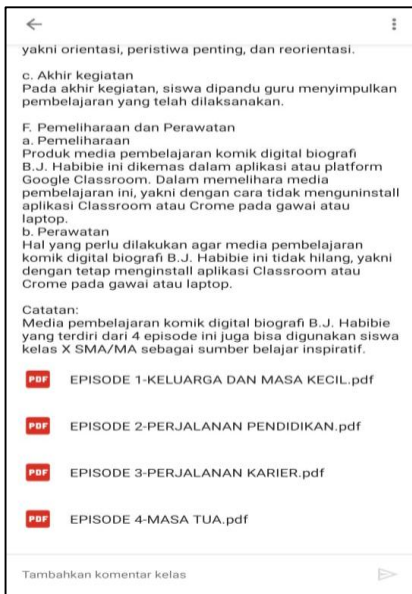 yakni orientasi, peristiwa penting, dan reorientasi.
c. Akhir kegiatan
Pada akhir kegiatan, siswa dipandu guru menyimpulkan
pembelajaran yang telah dilaksanakan.
F. Pemeliharaan dan Perawatan
a. Pemeliharaan
Produk media pembelajaran komik digital biografi
B.J. Habibie ini dikemas dalam aplikasi atau platform
Google Classroom. Dalam memelihara media
pembelajaran ini, yakni dengan cara tidak menguninstall
aplikasi Classroom atau Crome pada gawai atau
laptop.
b. Perawatan
Hal yang perlu dilakukan agar media pembelajaran
komik digital biografi B.J. Habibie ini tidak hilang, yakni
dengan tetap menginstall aplikasi Classroom atau
Crome pada gawai atau laptop.
Catatan:
Media pembelajaran komik digital biografi B.J. Habibie
yang terdiri dari 4 episode ini juga bisa digunakan siswa
kelas X SMA/MA sebagai sumber belajar inspiratif.
PDF EPISODE 1-KELUARGA DAN MASA KECIL.pdf
PDF EPISODE 2-PERJALANAN PENDIDIKAN.pdf
PDF EPISODE 3-PERJALANAN KARIER.pdf
PDF EPISODE 4-MASA TUA.pdf
Tambahkan komentar kelas